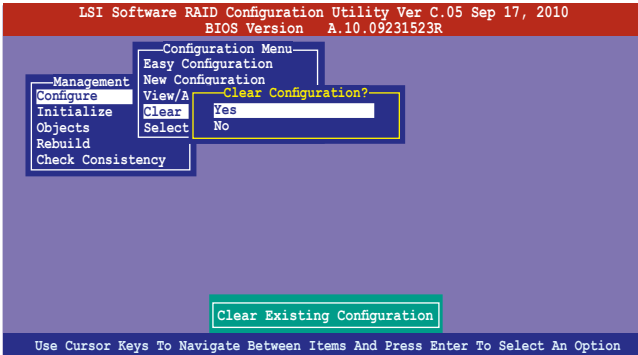 LSI Software RAID Configuration Utility Ver C.05 Sep 17, 2010
BIOS Version A.10.09231523R
Configuration Menu
Easy Configuration
New Configuration
View/A
Clear
Select
Management
Configure
Initialize
Objects
Rebuild
Check Consistency
Clear Configuration?
Yes
No
Clear Existing Configuration
Use Cursor Keys To Navigate Between Items And Press Enter To Select An Option